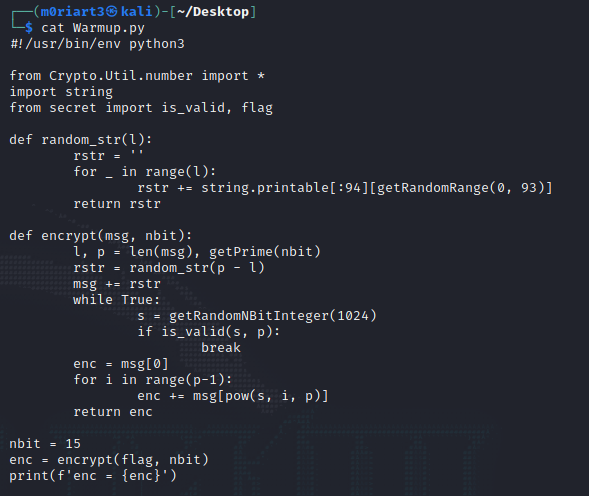 ┌──(m0riart3㉿kali)-[~/Desktop]
└─$ cat Warmup.py
#!/usr/bin/env python3

from Crypto.Util.number import *
import string
from secret import is_valid, flag

def random_str(l):
        rstr = ''
        for _ in range(l):
                rstr += string.printable[:94][getRandomRange(0, 93)]
        return rstr

def encrypt(msg, nbit):
        l, p = len(msg), getPrime(nbit)
        rstr = random_str(p - l)
        msg += rstr
        while True:
                s = getRandomNBitInteger(1024)
                if is_valid(s, p):
                        break
        enc = msg[0]
        for i in range(p-1):
                enc += msg[pow(s, i, p)]
        return enc

nbit = 15
enc = encrypt(flag, nbit)
print(f'enc = {enc}')